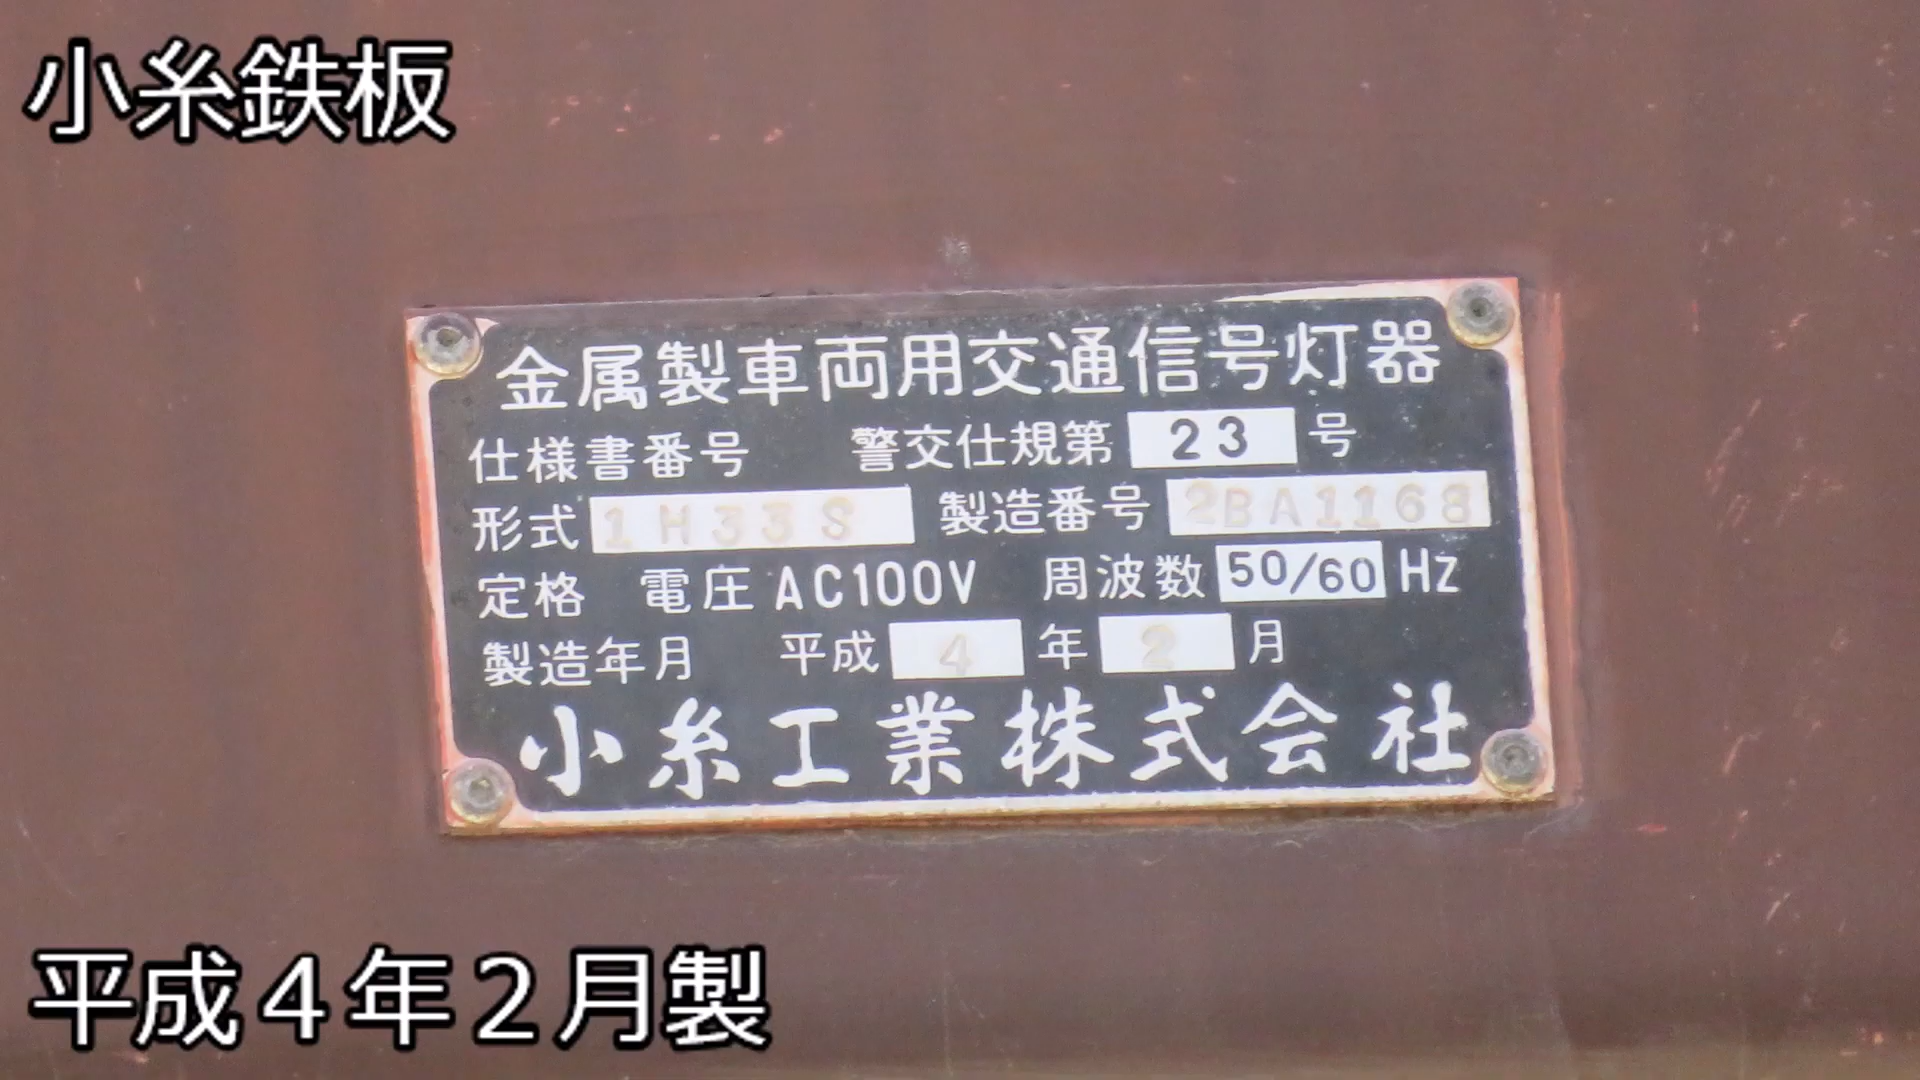 小糸鉄板
金属製車両用交通信号灯器
仕様書番号 警交仕規第 23 号
形式 1H33S 製造番号 2BA1168
定格 電圧 AC100V 周波数 50/60 Hz
製造年月 平成 4 年 2 月
小糸工業株式会社
平成４年２月製